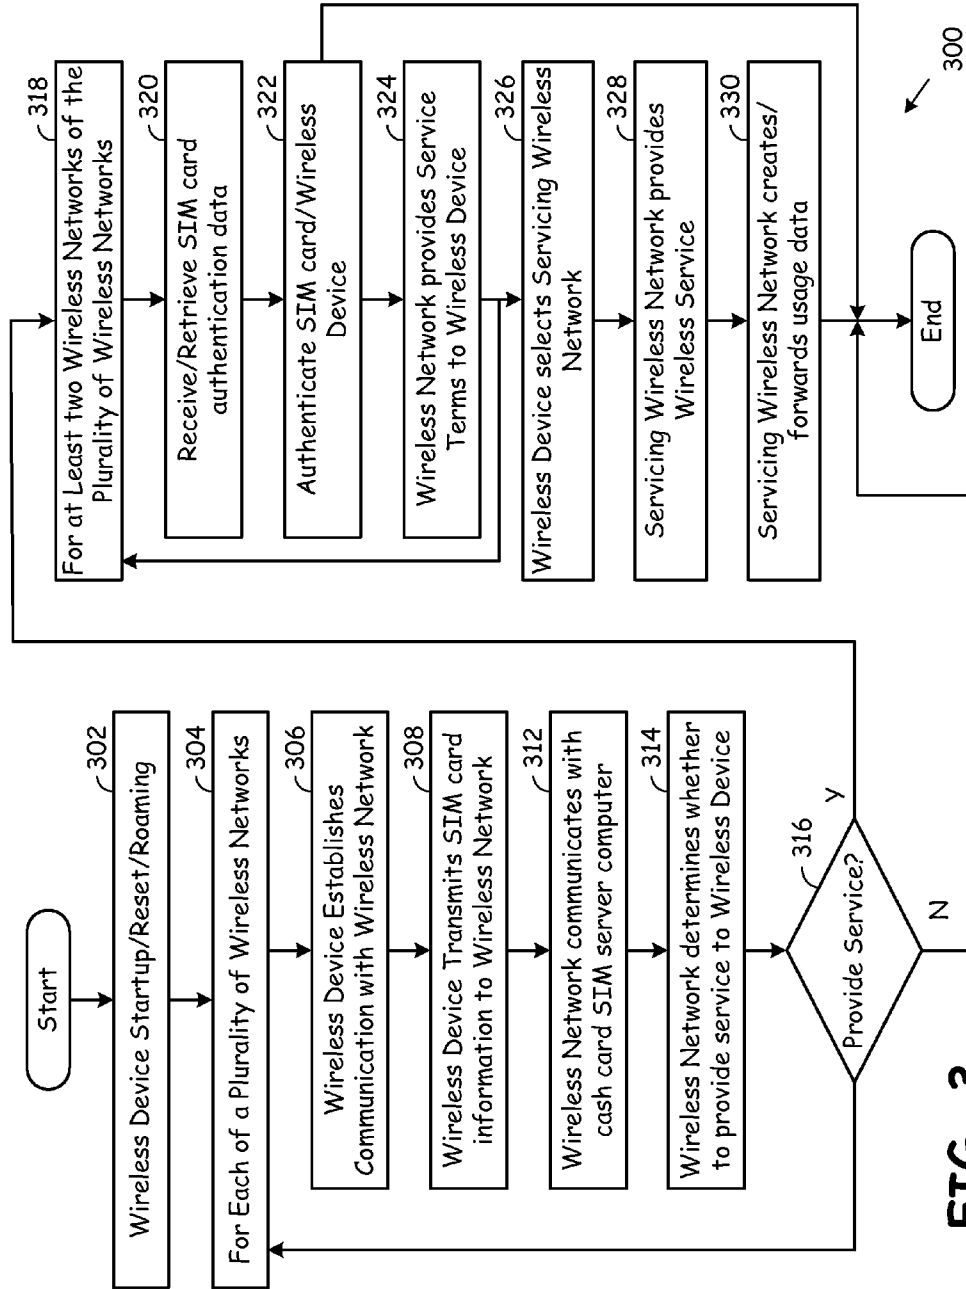 Start
302
Wireless Device Startup/Reset/Roaming
304
For Each of a Plurality of Wireless Networks
306
Wireless Device Establishes
Communication with Wireless Network
308
Wireless Device Transmits SIM card
information to Wireless Network
312
Wireless Network communicates with
cash card SIM server computer
314
Wireless Network determines whether
to provide service to Wireless Device
316
Provide Service?
Y
N
318
For at Least two Wireless Networks of the
Plurality of Wireless Networks
320
Receive/Retrieve SIM card
authentication data
322
Authenticate SIM card/Wireless
Device
324
Wireless Network provides Service
Terms to Wireless Device
326
Wireless Device selects Servicing Wireless
Network
328
Servicing Wireless Network provides
Wireless Service
330
Servicing Wireless Network creates/
forwards usage data
End
300
FIG. 3